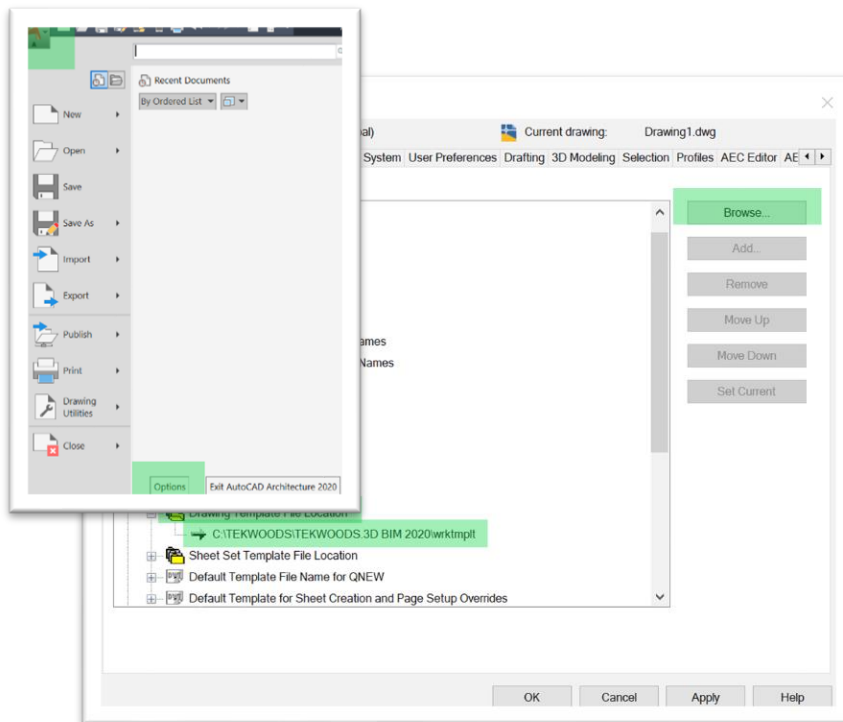 Recent Documents
By Ordered List
New
Open
Save
Save As
Import
Export
Publish
Print
Drawing
Utilities
Close
Options
Exit AutoCAD Architecture 2020
Current drawing:
Drawing1.dwg
System
User Preferences
Drafting
3D Modeling
Selection
Profiles
AEC Editor
Browse...
Add...
Remove
Move Up
Move Down
Set Current
Names
Drawing Template File Location
C:\TEKWOODS\TEKWOODS.3D BIM 2020\wrktmplt
Sheet Set Template File Location
Default Template File Name for QNEW
Default Template for Sheet Creation and Page Setup Overrides
OK
Cancel
Apply
Help